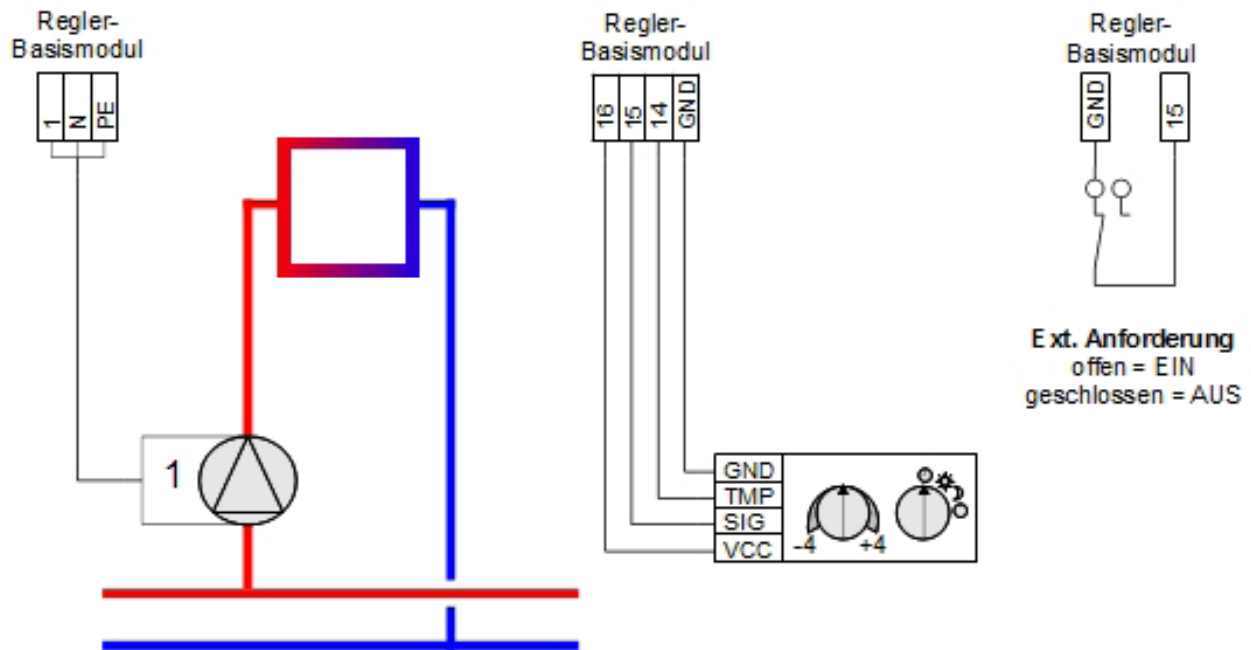 Regler-
Basismodul
1
N
PE
1
Regler-
Basismodul
16
15
14
GND
GND
TMP
SIG
VCC
-4
+4
Regler-
Basismodul
GND
15
Ext. Anforderung
offen = EIN
geschlossen = AUS